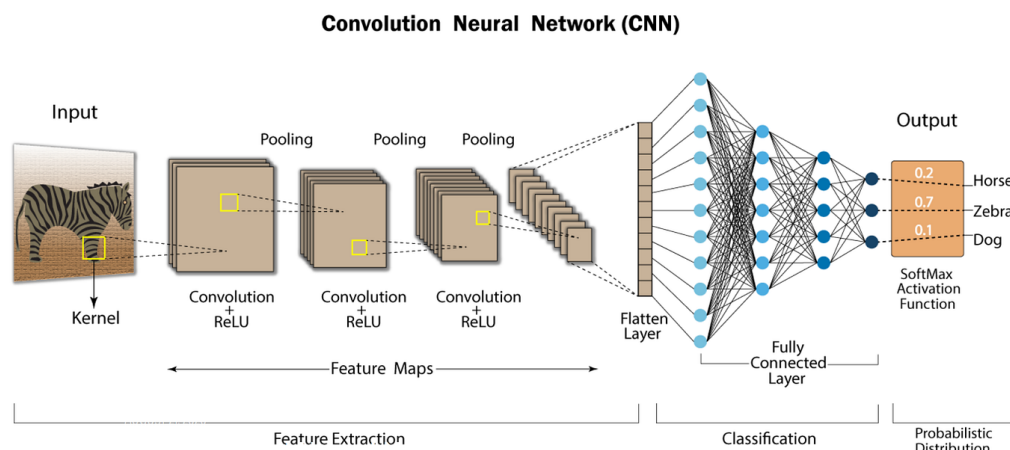 Convolution Neural Network (CNN)
Input
Output
Pooling
Pooling
Pooling
0.2
Horse
0.7
Zebra
0.1
Dog
Kernel
Convolution
+
ReLU
Convolution
+
ReLU
Convolution
+
ReLU
Flatten
Layer
SoftMax
Activation
Function
Fully
Connected
Layer
Feature Maps
Feature Extraction
Classification
Probabilistic
Distribution